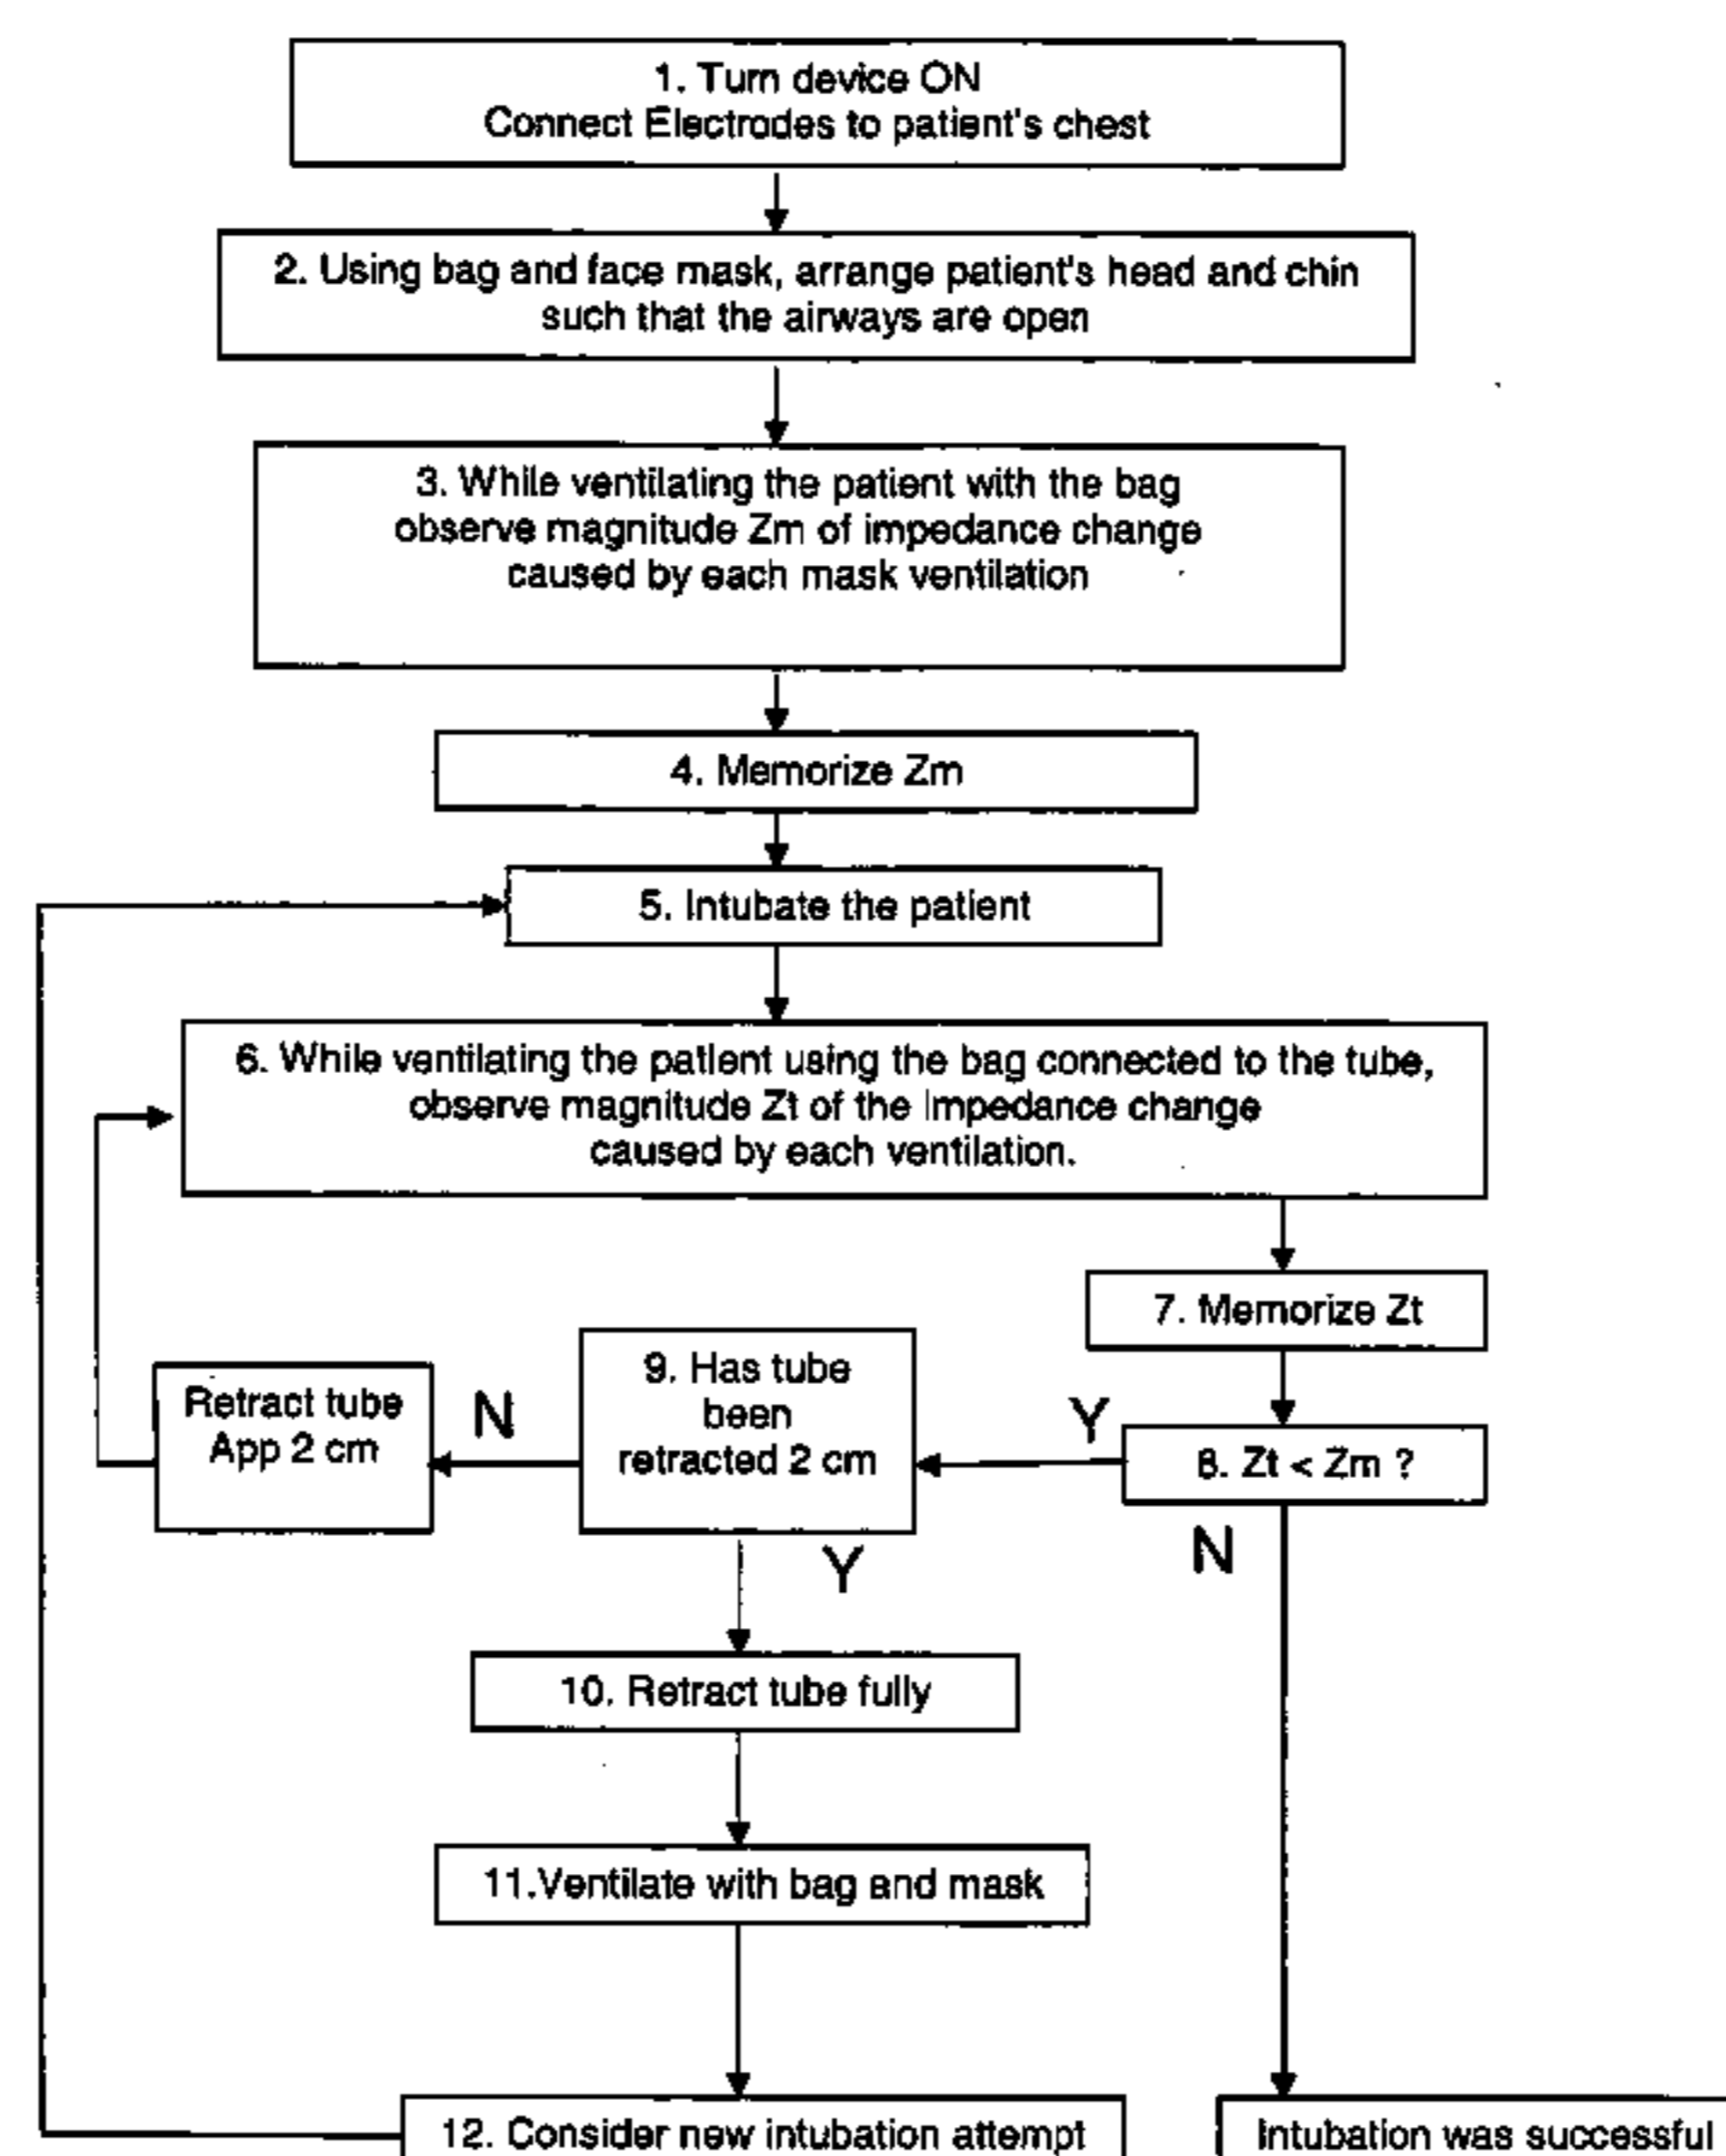 1. Turn device ON
Connect Electrodes to patient's chest
2. Using bag and face mask, arrange patient's head and chin
such that the airways are open
3. While ventilating the patient with the bag
observe magnitude Zm of impedance change
caused by each mask ventilation
4. Memorize Zm
5. Intubate the patient
6. While ventilating the patient using the bag connected to the tube,
observe magnitude Zt of the impedance change
caused by each ventilation.
7. Memorize Zt
8. Zt < Zm ?
Y
N
9. Has tube
been
retracted 2 cm
N
Y
Retract tube
App 2 cm
10. Retract tube fully
11.Ventilate with bag and mask
12. Consider new intubation attempt
Intubation was successful